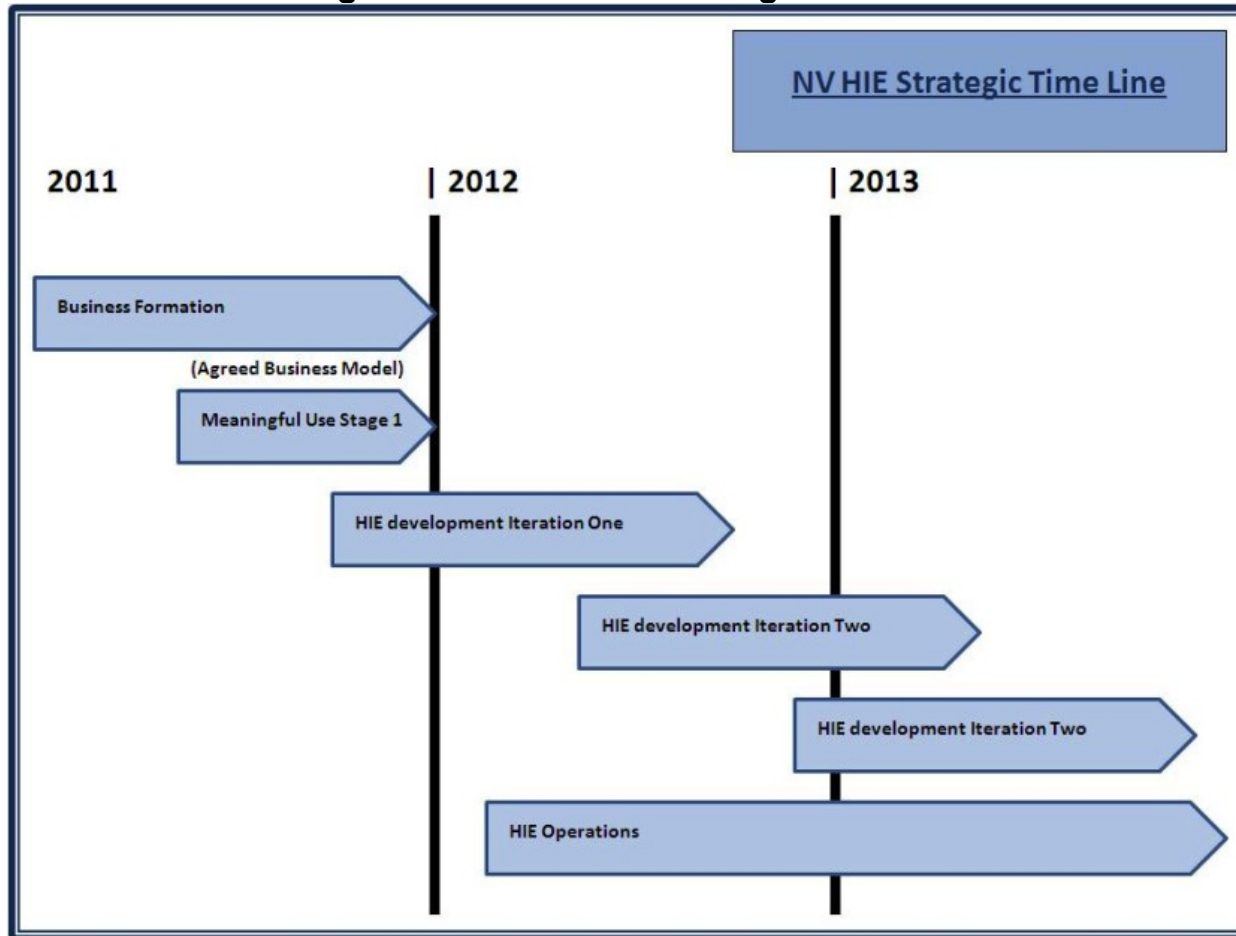 NV HIE Strategic Time Line
2011 | 2012 | 2013
Business Formation
(Agreed Business Model)
Meaningful Use Stage 1
HIE development Iteration One
HIE development Iteration Two
HIE development Iteration Two
HIE Operations